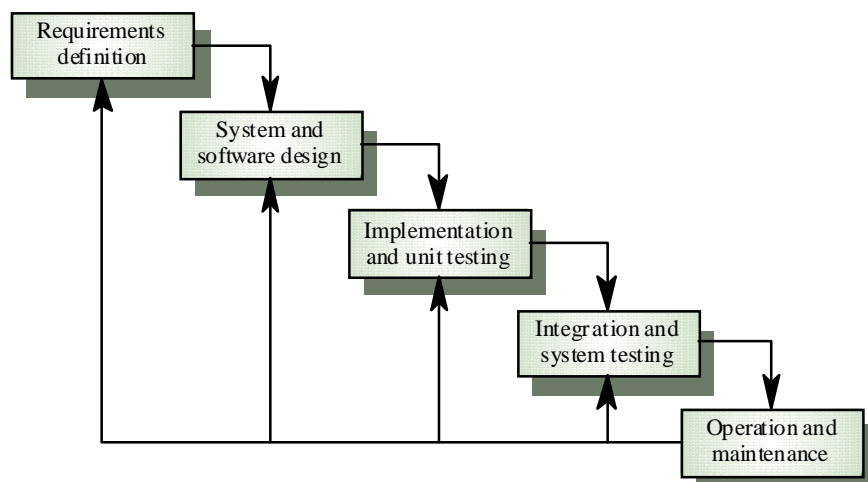 Requirements
definition
System and
software design
Implementation
and unit testing
Integration and
system testing
Operation and
maintenance